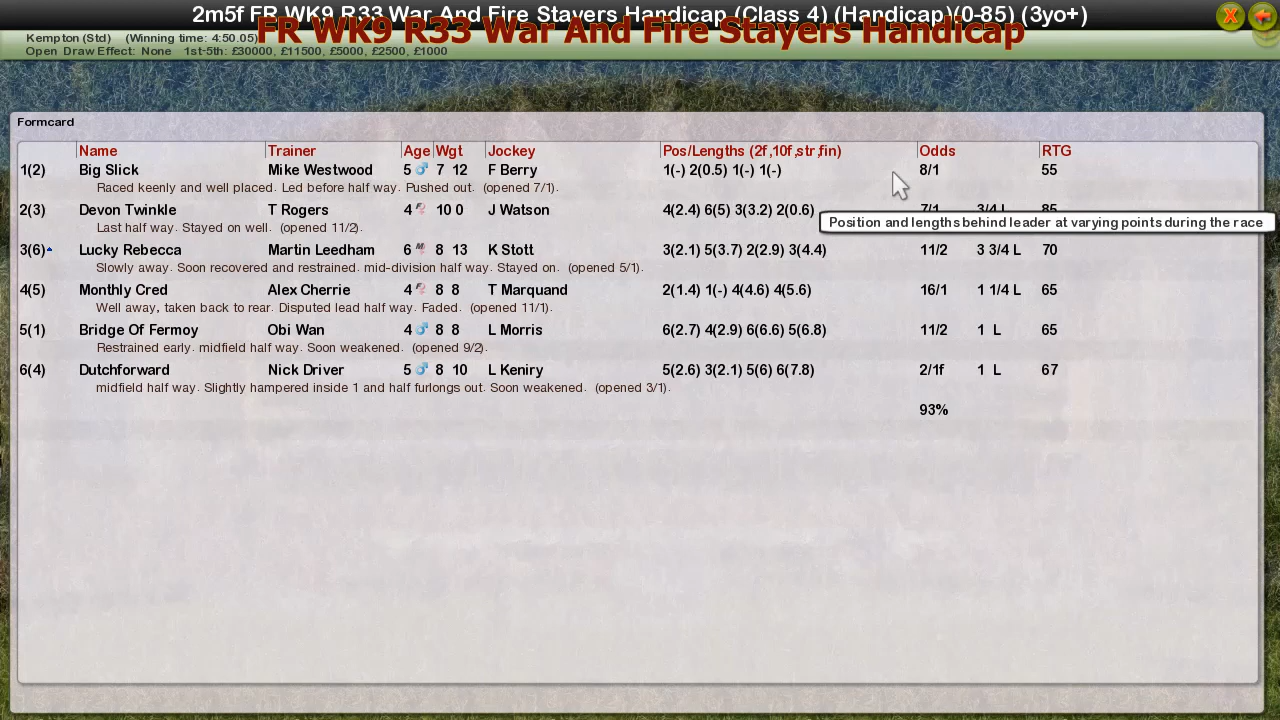 2m5f FR WK9 R33 War And Fire Stayers Handicap (Class 4) (Handicap)(0-85) (3yo+)
FR WK9 R33 War And Fire Stayers Handicap
Kempton (Std) (Winning time: 4:50.05)
Open Draw Effect: None 1st-5th: £30000, £11500, £5000, £2500, £1000
Formcard
Name Trainer Age Wgt Jockey Pos/Lengths (2f,10f,str,fin) Odds RTG
1(2) Big Slick Mike Westwood 5 7 12 F Berry 1(-) 2(0.5) 1(-) 1(-) 8/1 55
Raced keenly and well placed. Led before half way. Pushed out. (opened 7/1).
2(3) Devon Twinkle T Rogers 4 10 0 J Watson 4(2.4) 6(5) 3(3.2) 2(0.6) 7/1 3/4 L 85
Last half way. Stayed on well. (opened 11/2).
Position and lengths behind leader at varying points during the race
3(6) Lucky Rebecca Martin Leedham 6 8 13 K Stott 3(2.1) 5(3.7) 2(2.9) 3(4.4) 11/2 3 3/4 L 70
Slowly away. Soon recovered and restrained. mid-division half way. Stayed on. (opened 5/1).
4(5) Monthly Cred Alex Cherrie 4 8 8 T Marquand 2(1.4) 1(-) 4(4.6) 4(5.6) 16/1 1 1/4 L 65
Well away, taken back to rear. Disputed lead half way. Faded. (opened 11/1).
5(1) Bridge Of Fermoy Obi Wan 4 8 8 L Morris 6(2.7) 4(2.9) 6(6.6) 5(6.8) 11/2 1 L 65
Restrained early. midfield half way. Soon weakened. (opened 9/2).
6(4) Dutchforward Nick Driver 5 8 10 L Keniry 5(2.6) 3(2.1) 5(6) 6(7.8) 2/1f 1 L 67
midfield half way. Slightly hampered inside 1 and half furlongs out. Soon weakened. (opened 3/1).
93%